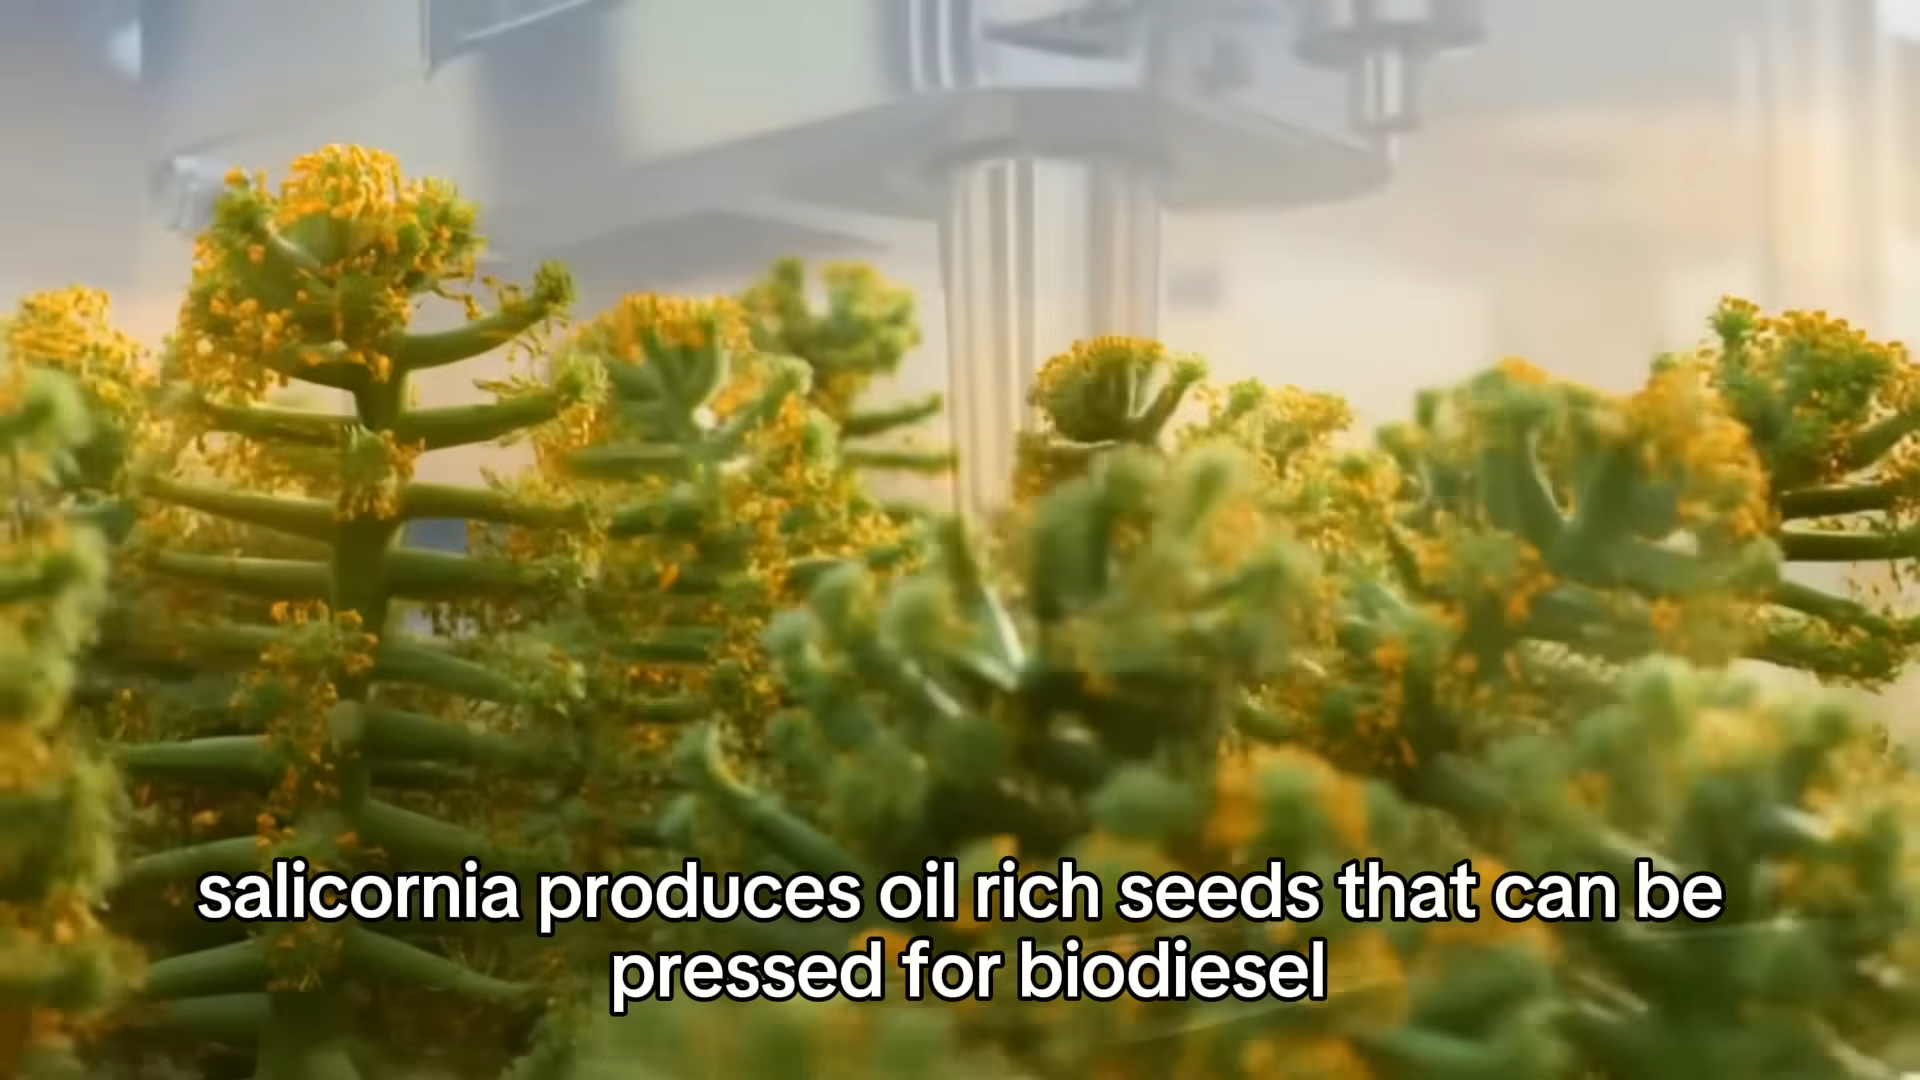 salicornia produces oil rich seeds that can be
pressed for biodiesel